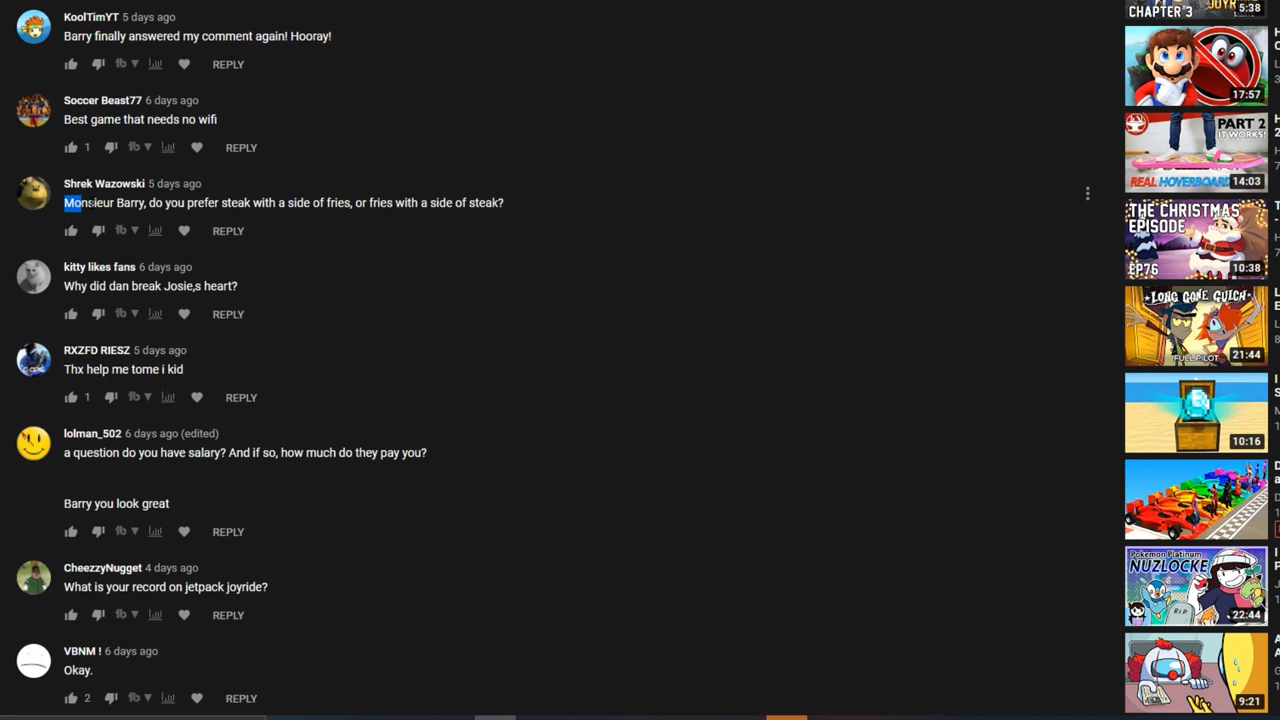 KoolTimYT 5 days ago
Barry finally answered my comment again! Hooray!
REPLY
Soccer Beast77 6 days ago
Best game that needs no wifi
1 REPLY
Shrek Wazowski 5 days ago
Monsieur Barry, do you prefer steak with a side of fries, or fries with a side of steak?
REPLY
kitty likes fans 6 days ago
Why did dan break Josie,s heart?
REPLY
RXZFD RIESZ 5 days ago
Thx help me tome i kid
1 REPLY
lolman_502 6 days ago (edited)
a question do you have salary? And if so, how much do they pay you?
Barry you look great
REPLY
CheezzyNugget 4 days ago
What is your record on jetpack joyride?
REPLY
VBNM ! 6 days ago
Okay.
2 REPLY
CHAPTER 3
5:38
17:57
PART 2
IT WORKS!
REAL HOVERBOARD
14:03
THE CHRISTMAS
EPISODE
EP76
10:38
LONG GONE GULCH
FULL PILOT
21:44
10:16
Pokemon Platinum
NUZLOCKE
R.I.P
22:44
9:21